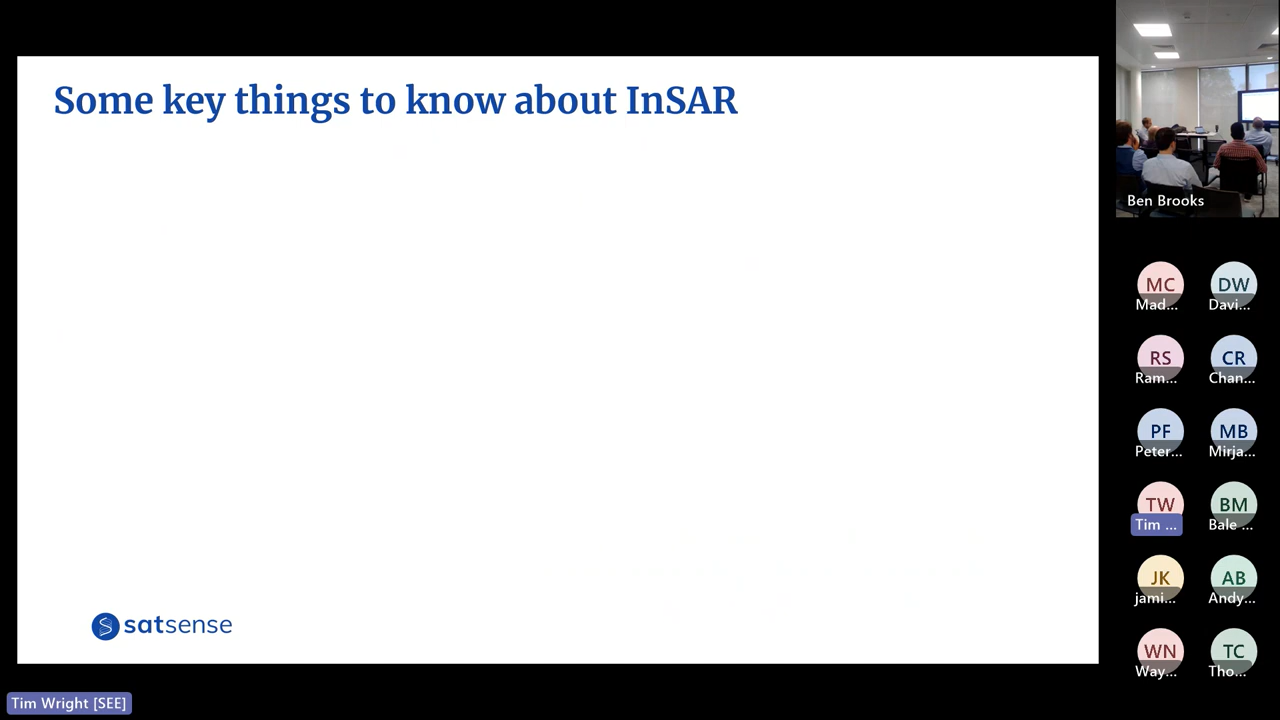 Some key things to know about InSAR
satsense
Tim Wright [SEE]
Ben Brooks
MC
DW
Mad...
Davi...
RS
CR
Ram...
Chan...
PF
MB
Peter...
Mirja...
TW
BM
Tim ...
Bale ...
JK
AB
jami...
Andy...
WN
TC
Way...
Tho...